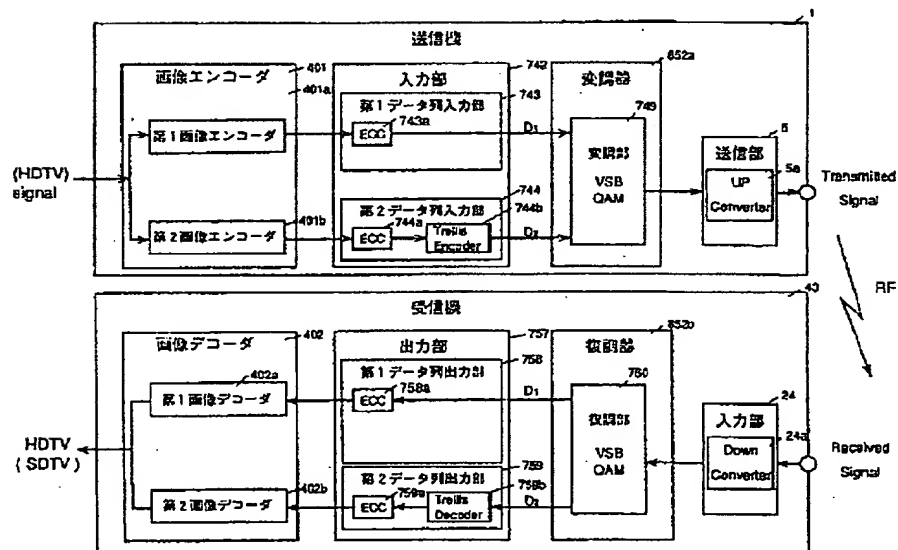 1
送信機
画像エンコーダ
401
401a
第1画像エンコーダ
第2画像エンコーダ
401b
(HDTV)
signal
入力部
742
743
第1データ列入力部
ECC
743a
D1
744
第2データ列入力部
744b
ECC
744a
Trellis
Encoder
D2
変調器
852a
749
変調部
VSB
QAM
5
送信部
5a
UP
Converter
Transmitted
Signal
RF
43
受信機
画像デコーダ
402
402a
第1画像デコーダ
402b
第2画像デコーダ
HDTV
(SDTV)
出力部
757
758
第1データ列出力部
758a
ECC
D1
759
第2データ列出力部
759a
759b
ECC
Trellis
Decoder
D2
復調器
852b
760
復調部
VSB
QAM
24
入力部
24a
Down
Converter
Received
Signal